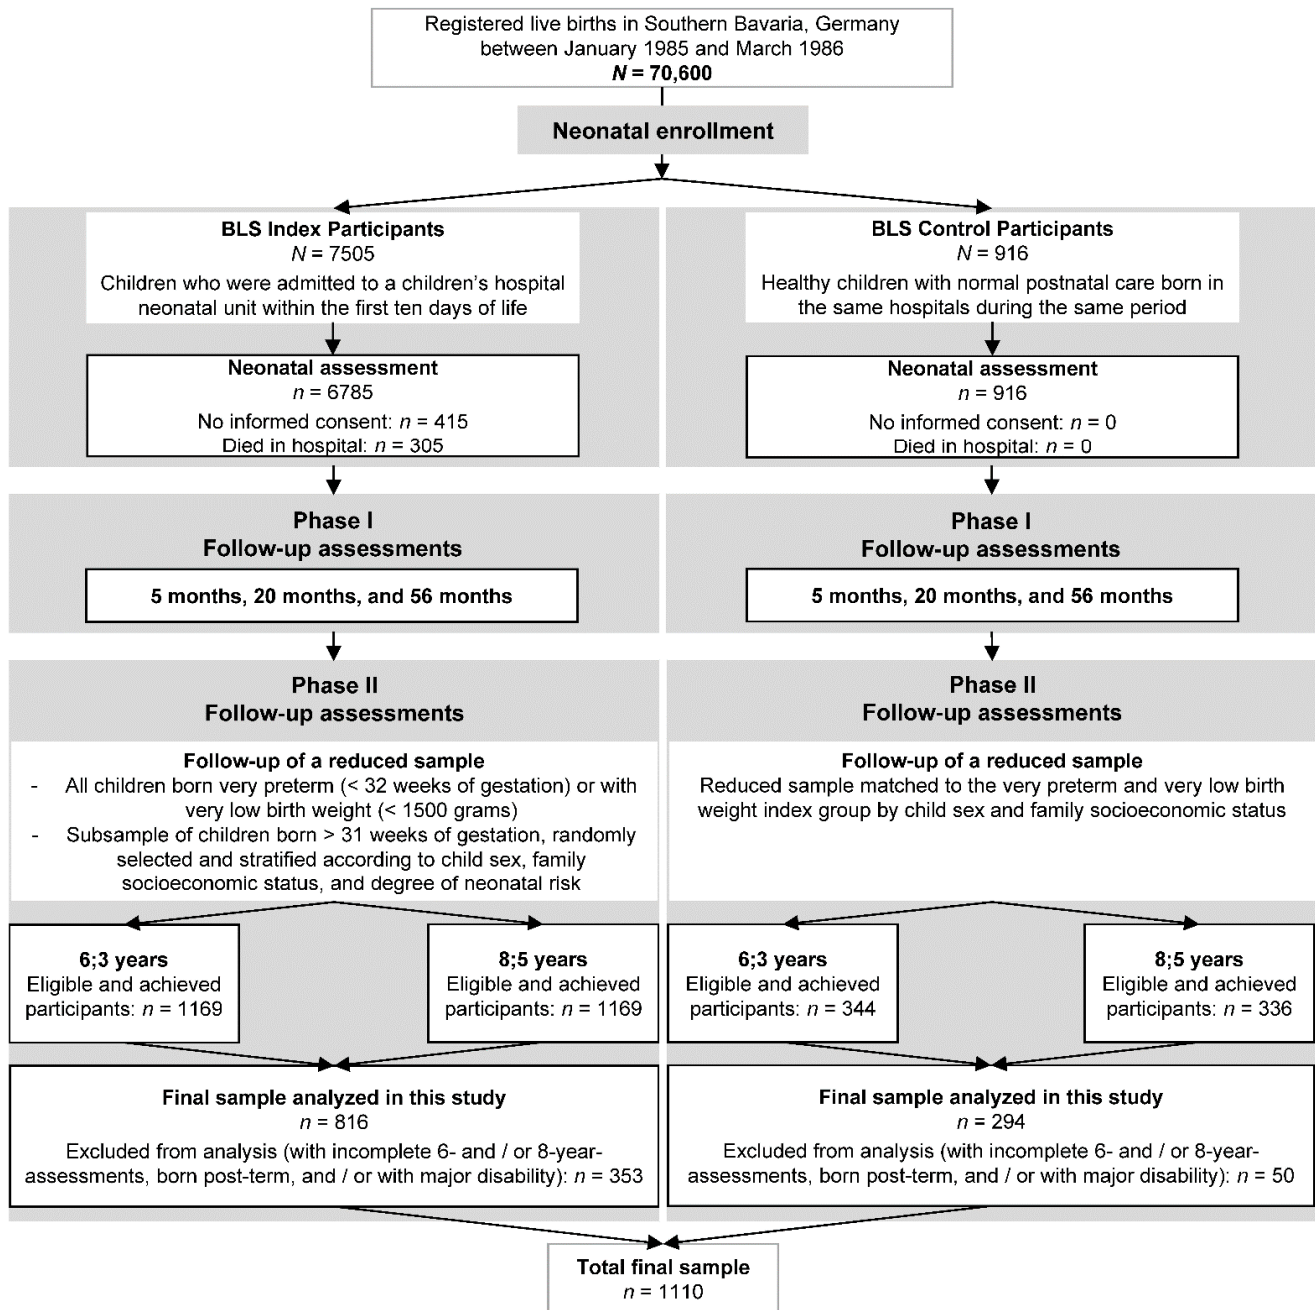 Registered live births in Southern Bavaria, Germany
between January 1985 and March 1986
N = 70,600
Neonatal enrollment
BLS Index Participants
N = 7505
Children who were admitted to a children's hospital
neonatal unit within the first ten days of life
Neonatal assessment
n = 6785
No informed consent: n = 415
Died in hospital: n = 305
Phase I
Follow-up assessments
5 months, 20 months, and 56 months
Phase II
Follow-up assessments
Follow-up of a reduced sample
- All children born very preterm (< 32 weeks of gestation) or with
very low birth weight (< 1500 grams)
- Subsample of children born > 31 weeks of gestation, randomly
selected and stratified according to child sex, family
socioeconomic status, and degree of neonatal risk
6;3 years
Eligible and achieved
participants: n = 1169
8;5 years
Eligible and achieved
participants: n = 1169
Final sample analyzed in this study
n = 816
Excluded from analysis (with incomplete 6- and / or 8-year-
assessments, born post-term, and / or with major disability): n = 353
BLS Control Participants
N = 916
Healthy children with normal postnatal care born in
the same hospitals during the same period
Neonatal assessment
n = 916
No informed consent: n = 0
Died in hospital: n = 0
Phase I
Follow-up assessments
5 months, 20 months, and 56 months
Phase II
Follow-up assessments
Follow-up of a reduced sample
Reduced sample matched to the very preterm and very low birth
weight index group by child sex and family socioeconomic status
6;3 years
Eligible and achieved
participants: n = 344
8;5 years
Eligible and achieved
participants: n = 336
Final sample analyzed in this study
n = 294
Excluded from analysis (with incomplete 6- and / or 8-year-
assessments, born post-term, and / or with major disability): n = 50
Total final sample
n = 1110